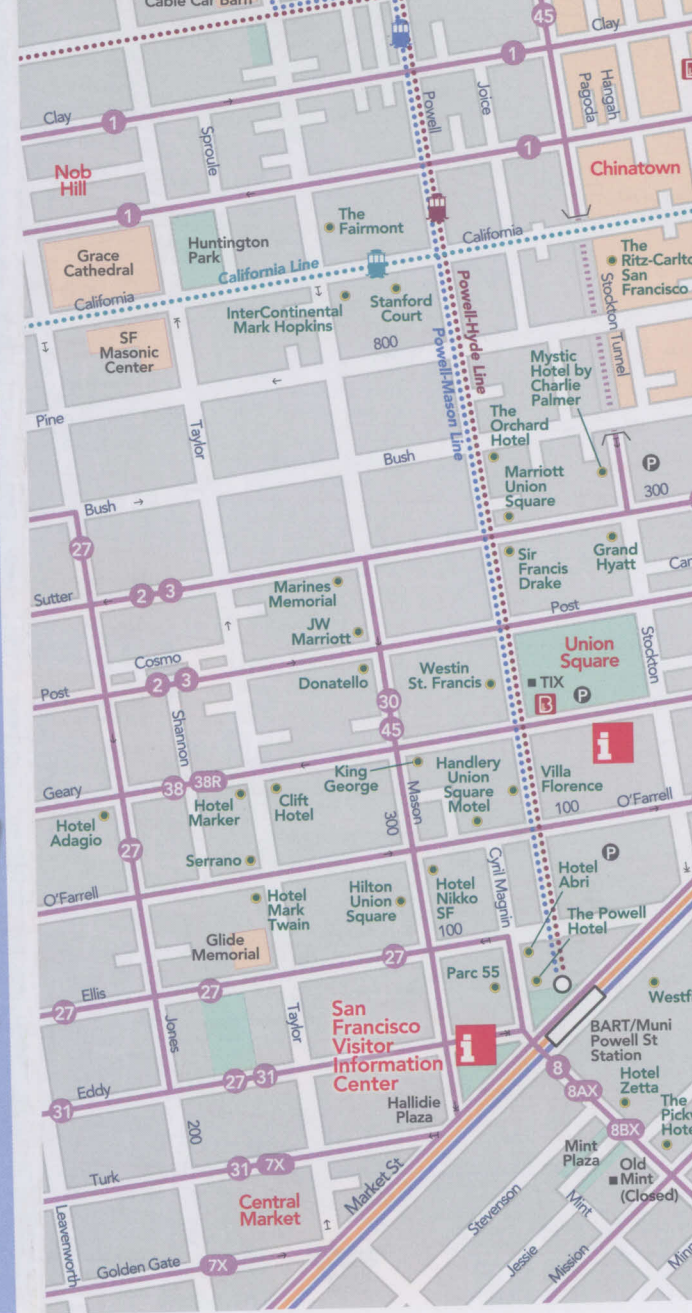 Cable Car Barn
45
Clay
1
Hangah
Pagoda
Joice
Powell
Clay
1
Sproule
1
Nob
Hill
Chinatown
1
The
Fairmont
Huntington
Park
Grace
Cathedral
California
California Line
The
Ritz-Carlto
San
Francisco
California
InterContinental
Mark Hopkins
Stanford
Court
Powell-Hyde Line
Powell-Mason Line
Stockton Tunnel
SF
Masonic
Center
800
Mystic
Hotel by
Charlie
Palmer
Pine
Taylor
The
Orchard
Hotel
Bush
Marriott
Union
Square
P
300
Bush
27
Sir
Francis
Drake
Grand
Hyatt
Car
Sutter
2
3
Marines
Memorial
Post
JW
Marriott
Union
Square
Stockton
Cosmo
Westin
St. Francis
TIX
B
P
Post
2
3
Donatello
30
45
Shannon
i
King
George
Handlery
Union
Square
Motel
Villa
Florence
100
O'Farrell
Geary
38
38R
Hotel
Marker
Clift
Hotel
Mason
300
Hotel
Adagio
27
Serrano
P
Cyril Magnin
Hotel
Abri
O'Farrell
Hotel
Mark
Twain
Hilton
Union
Square
Hotel
Nikko
SF
100
The Powell
Hotel
Glide
Memorial
27
Parc 55
Ellis
27
27
Westf
Jones
Taylor
San
Francisco
Visitor
Information
Center
i
BART/Muni
Powell St
Station
8
8AX
8BX
Hotel
Zetta
The
Pickw
Hote
Eddy
31
27
31
Hallidie
Plaza
200
Mint
Plaza
Old
Mint
(Closed)
Turk
31
7X
Market St
Central
Market
Stevenson
Mint
Leavenworth
Jessie
Mission
Minn
Golden Gate
7X